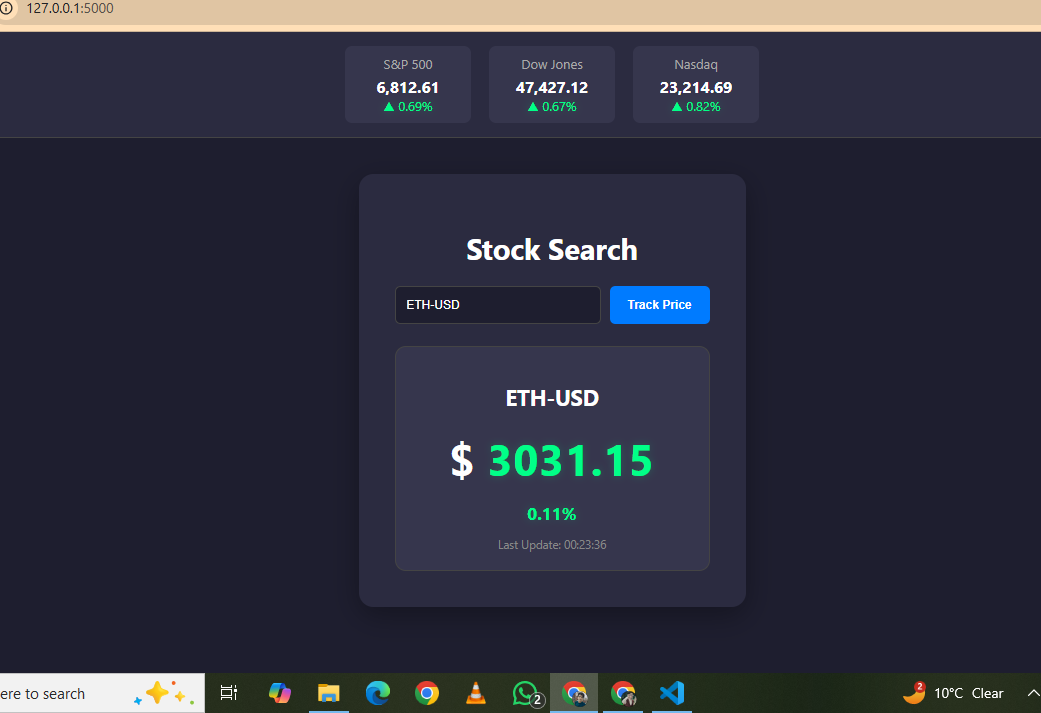 127.0.0.1:5000
S&P 500
6,812.61
▲ 0.69%
Dow Jones
47,427.12
▲ 0.67%
Nasdaq
23,214.69
▲ 0.82%
Stock Search
ETH-USD
Track Price
ETH-USD
$ 3031.15
0.11%
Last Update: 00:23:36
ere to search
2
2
10°C Clear